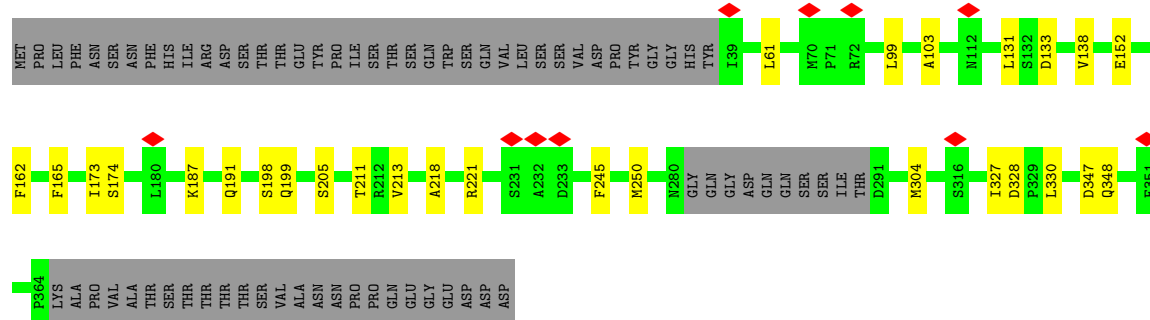 MET PRO LEU PHE ASN SER ASN PHE HIS ILE ARG ASP SER THR THR GLU TYR PRO ILE SER THR SER GLN TRP SER GLN VAL LEU SER SER VAL ASP PRO TYR GLY GLY HIS TYR I39 L61 M70 P71 R72 L99 A103 N112 L131 S132 D133 V138 E152
F162 F165 I173 S174 L180 K187 Q191 S198 Q199 S205 T211 R212 V213 A218 R221 S231 A232 D233 F245 M250 N280 GLY GLN GLY ASP GLN GLN SER SER ILE THR D291 M304 S316 I327 D328 P329 L330 D347 Q348 E351
P364 LYS ALA PRO VAL ALA THR SER THR THR THR THR SER VAL ALA ASN ASN PRO PRO GLN GLU GLY GLU ASP ASP ASP